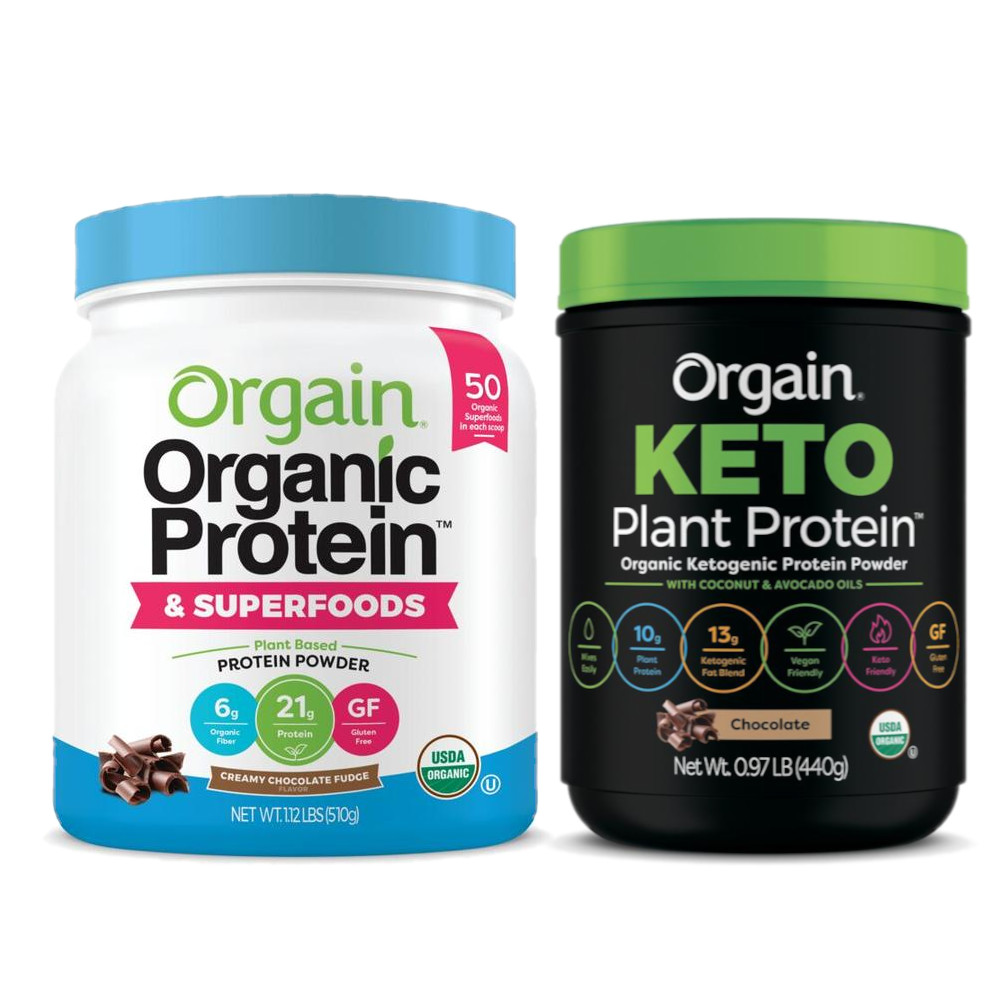 Orgain®
50
Organic
Superfoods
in each scoop
Organic
Protein™
& SUPERFOODS
Plant Based
PROTEIN POWDER
6g
Organic
Fiber
21g
Protein
GF
Gluten
Free
CREAMY CHOCOLATE FUDGE
FLAVOR
USDA
ORGANIC
U
NET WT. 1.12 LBS (510g)
Orgain®
KETO
Plant Protein™
Organic Ketogenic Protein Powder
WITH COCONUT & AVOCADO OILS
Mixes
Easily
10g
Plant
Protein
13g
Ketogenic
Fat Blend
Vegan
Friendly
Keto
Friendly
GF
Gluten
Free
Chocolate
USDA
ORGANIC
U
Net Wt. 0.97 LB (440g)